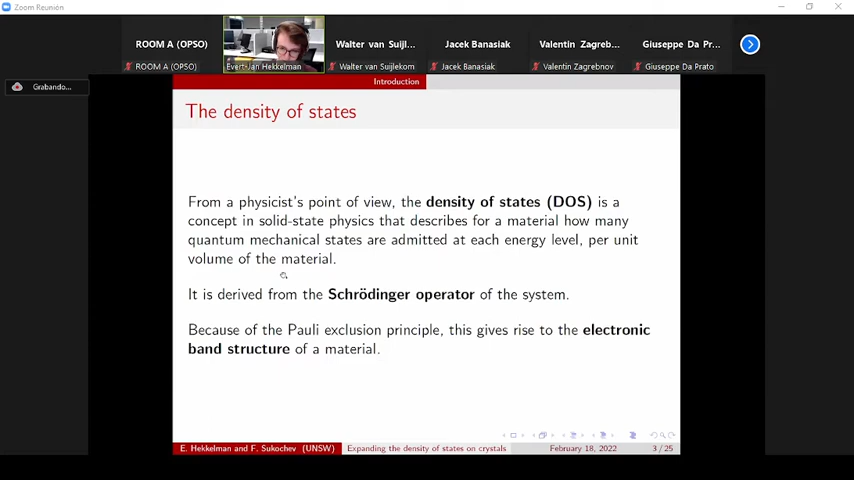 Zoom Reunión
ROOM A (OPSO)
Walter van Suijl...
Jacek Banasiak
Valentin Zagreb...
Giuseppe Da Pr...
ROOM A (OPSO)
Evert-Jan Hekkelman
Walter van Suijlekom
Jacek Banasiak
Valentin Zagrebnov
Giuseppe Da Prato
Grabando...
Introduction
The density of states
From a physicist's point of view, the density of states (DOS) is a
concept in solid-state physics that describes for a material how many
quantum mechanical states are admitted at each energy level, per unit
volume of the material.
It is derived from the Schrödinger operator of the system.
Because of the Pauli exclusion principle, this gives rise to the electronic
band structure of a material.
E. Hekkelman and F. Sukochev (UNSW)
Expanding the density of states on crystals
February 18, 2022
3 / 25